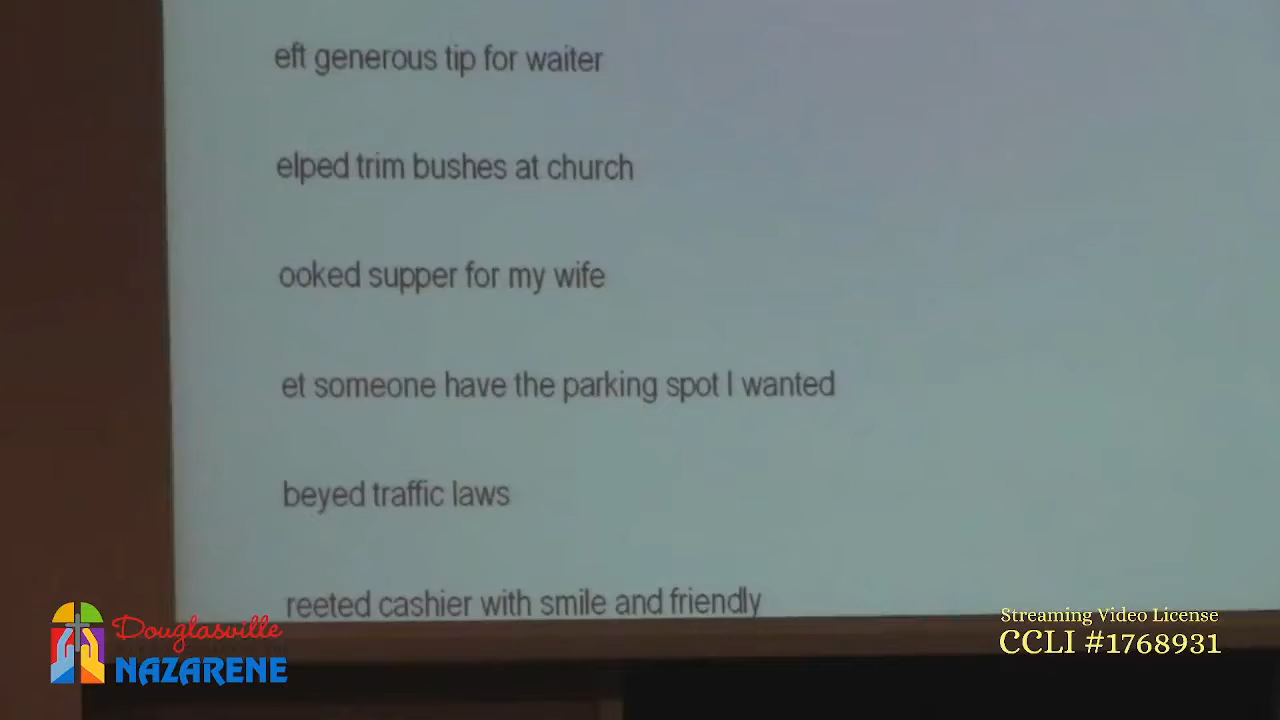 eft generous tip for waiter
elped trim bushes at church
ooked supper for my wife
et someone have the parking spot I wanted
beyed traffic laws
reeted cashier with smile and friendly
Douglasville
NAZARENE
Streaming Video License
CCLI #1768931